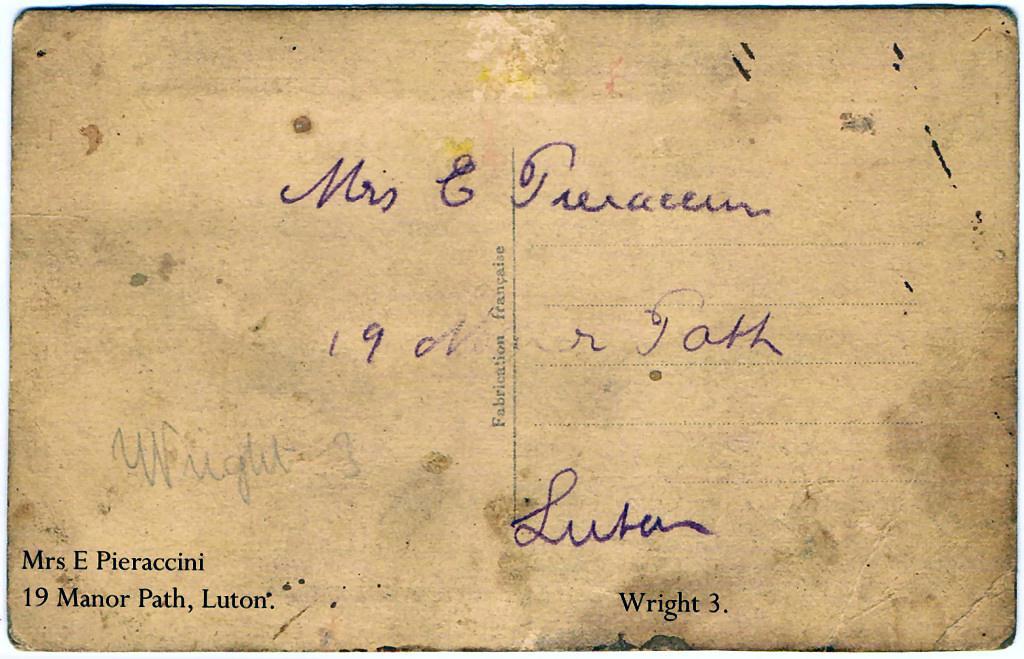 Mrs E Pieraccini
19 Manor Path
Luton
Fabrication française
Wright 3
Mrs E Pieraccini
19 Manor Path, Luton.
Wright 3.